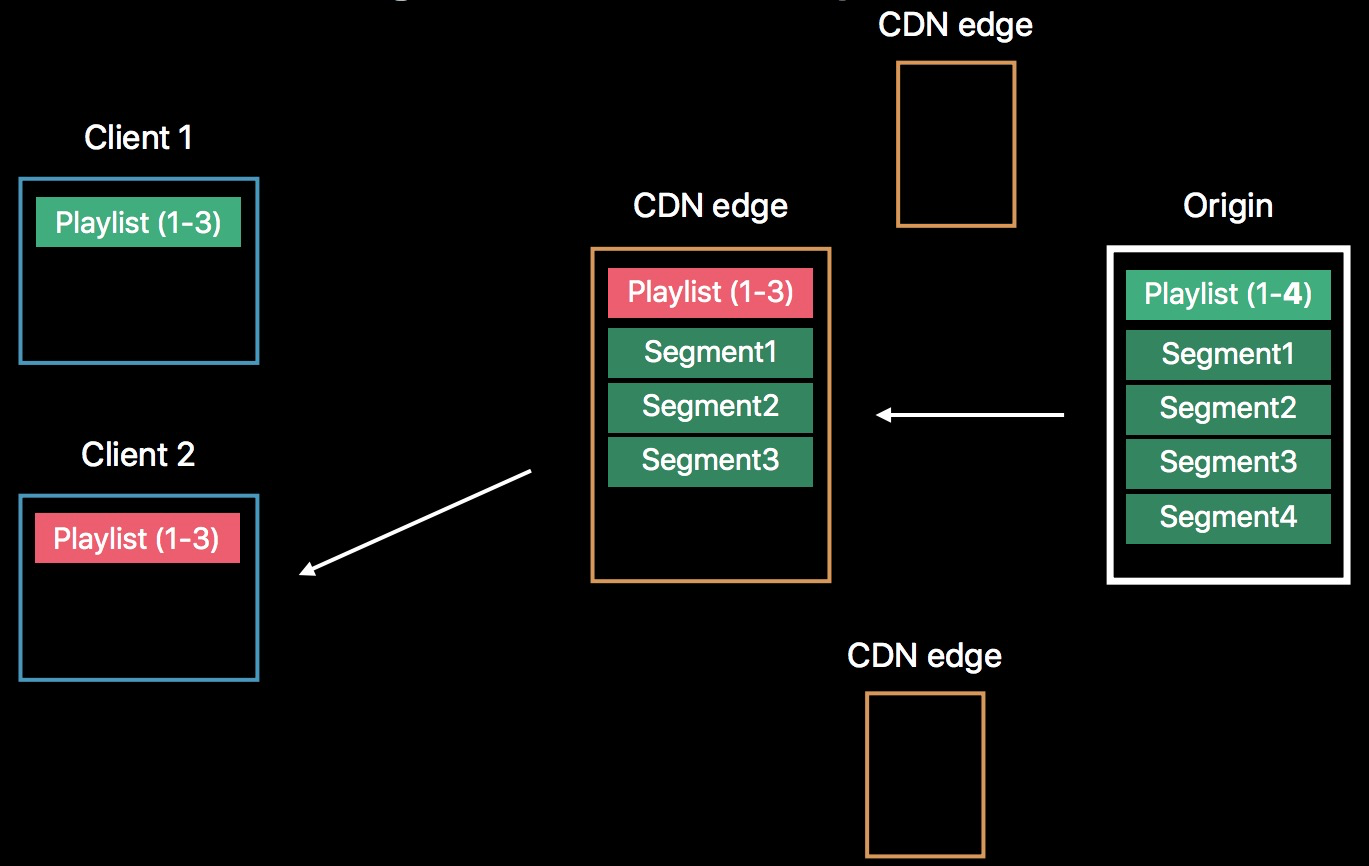 CDN edge
Client 1
Playlist (1-3)
CDN edge
Playlist (1-3)
Segment1
Segment2
Segment3
Origin
Playlist (1-4)
Segment1
Segment2
Segment3
Segment4
Client 2
Playlist (1-3)
CDN edge